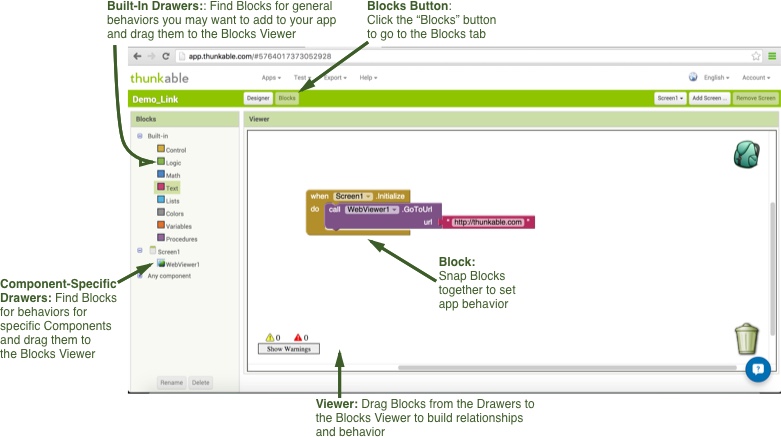 Built-In Drawers:: Find Blocks for general
behaviors you may want to add to your app
and drag them to the Blocks Viewer
Blocks Button:
Click the “Blocks” button
to go to the Blocks tab
app.thunkable.com/#5764017373052928
thunkable
Apps
Test
Export
Help
English
Account
Demo_Link
Designer
Blocks
Screen1
Add Screen ...
Remove Screen
Blocks
Viewer
Built-in
Control
Logic
Math
Text
Lists
Colors
Variables
Procedures
Screen1
WebViewer1
Any component
when Screen1 .Initialize
do call WebViewer1 .GoToUrl
url " http://thunkable.com "
Component-Specific
Drawers: Find Blocks
for behaviors for
specific Components
and drag them to
the Blocks Viewer
Block:
Snap Blocks
together to set
app behavior
0 0
Show Warnings
Rename
Delete
?
Viewer: Drag Blocks from the Drawers to
the Blocks Viewer to build relationships
and behavior